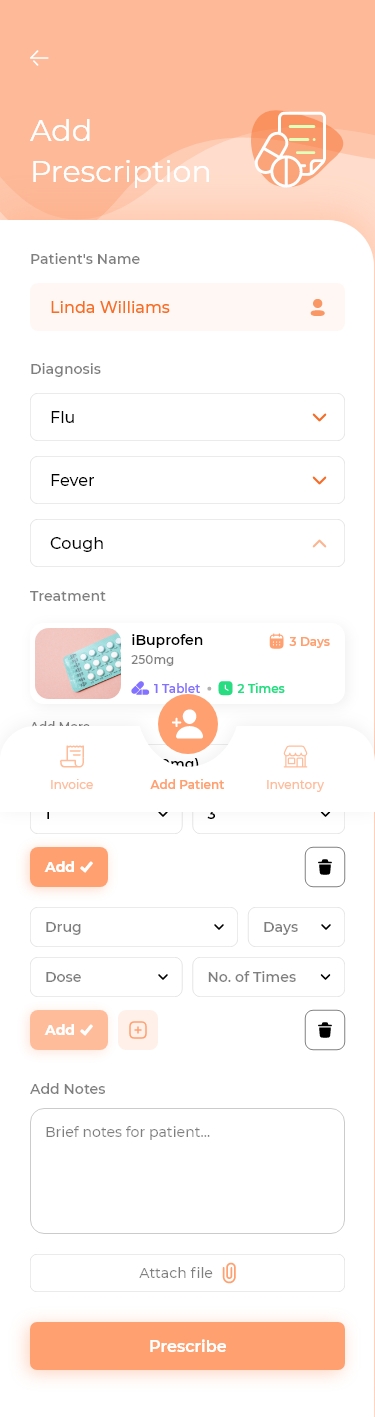 Add
Prescription
Patient's Name
Linda Williams
Diagnosis
Flu
Fever
Cough
Treatment
iBuprofen
3 Days
250mg
1 Tablet • 2 Times
Add More
Invoice
Add Patient
Inventory
1
3
Add
Drug
Days
Dose
No. of Times
Add
Add Notes
Brief notes for patient...
Attach file
Prescribe